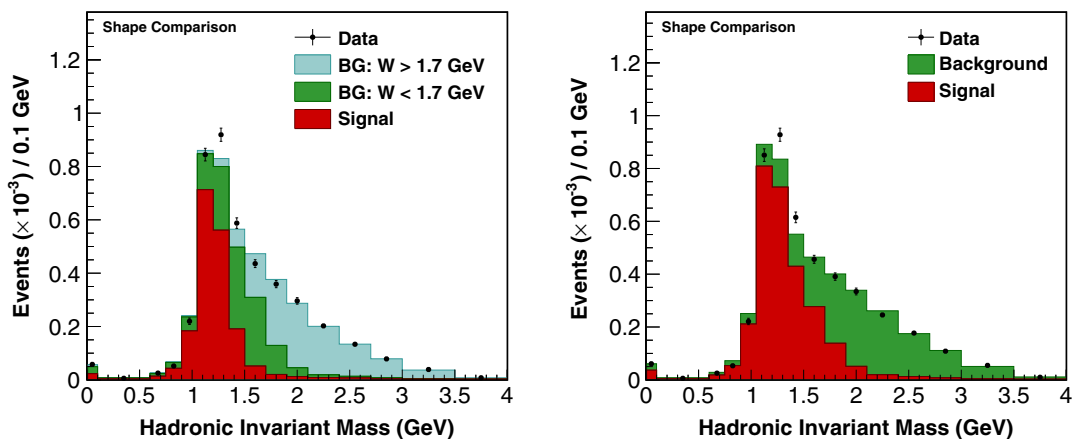 Shape Comparison
Data
BG: W > 1.7 GeV
BG: W < 1.7 GeV
Signal
Events (× 10⁻³) / 0.1 GeV
1.2
1
0.8
0.6
0.4
0.2
0
0 0.5 1 1.5 2 2.5 3 3.5 4
Hadronic Invariant Mass (GeV)
Shape Comparison
Data
Background
Signal
Events (× 10⁻³) / 0.1 GeV
1.2
1
0.8
0.6
0.4
0.2
0
0 0.5 1 1.5 2 2.5 3 3.5 4
Hadronic Invariant Mass (GeV)